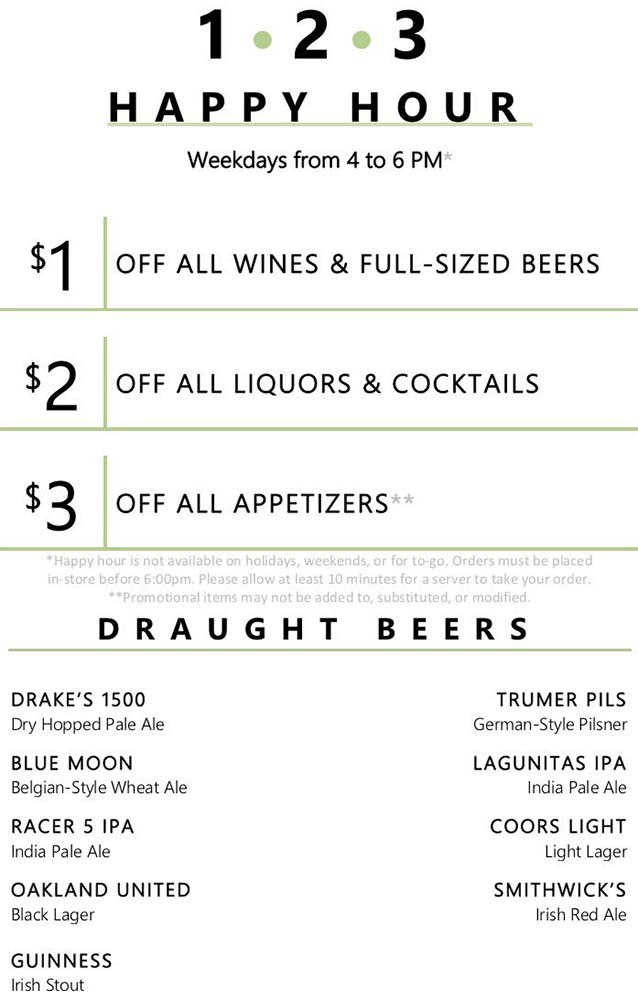 1 • 2 • 3
HAPPY HOUR
Weekdays from 4 to 6 PM*
$1 OFF ALL WINES & FULL-SIZED BEERS
$2 OFF ALL LIQUORS & COCKTAILS
$3 OFF ALL APPETIZERS**
*Happy hour is not available on holidays, weekends, or for to-go. Orders must be placed
in-store before 6:00pm. Please allow at least 10 minutes for a server to take your order.
**Promotional items may not be added to, substituted, or modified.
DRAUGHT BEERS
DRAKE’S 1500
Dry Hopped Pale Ale
BLUE MOON
Belgian-Style Wheat Ale
RACER 5 IPA
India Pale Ale
OAKLAND UNITED
Black Lager
GUINNESS
Irish Stout
TRUMER PILS
German-Style Pilsner
LAGUNITAS IPA
India Pale Ale
COORS LIGHT
Light Lager
SMITHWICK’S
Irish Red Ale